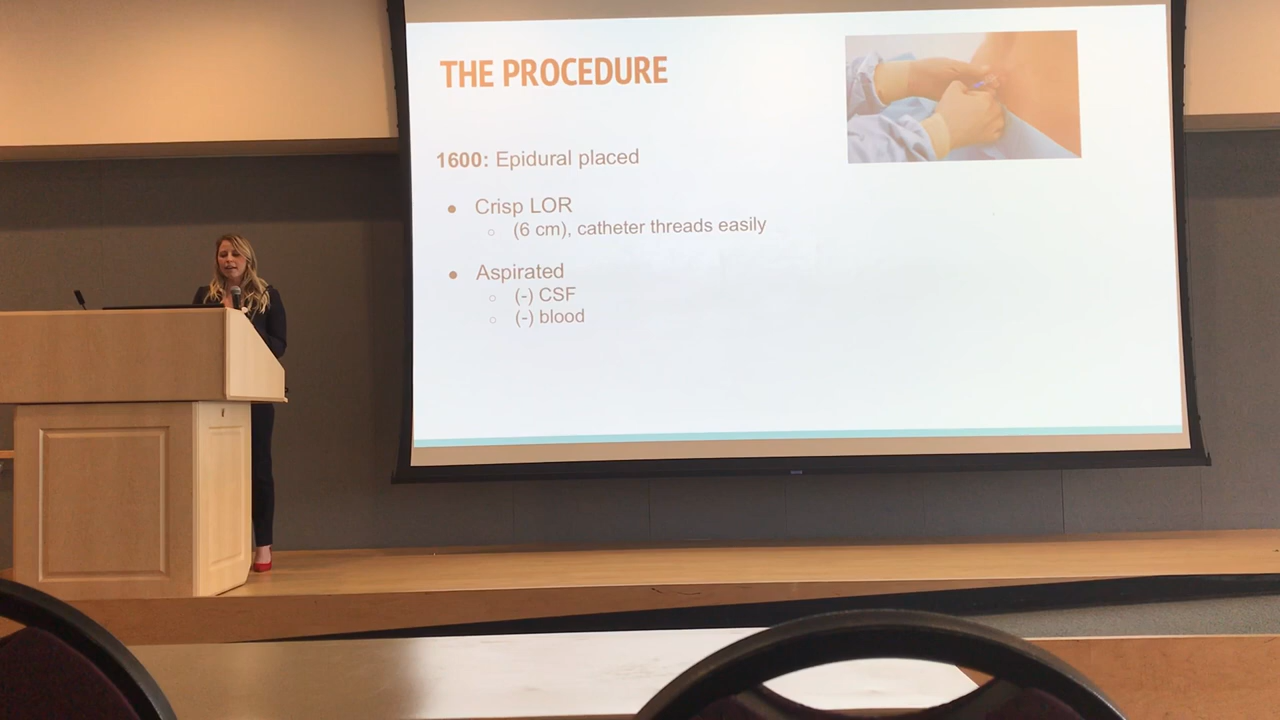 THE PROCEDURE
1600: Epidural placed
● Crisp LOR
○ (6 cm), catheter threads easily
● Aspirated
○ (-) CSF
○ (-) blood